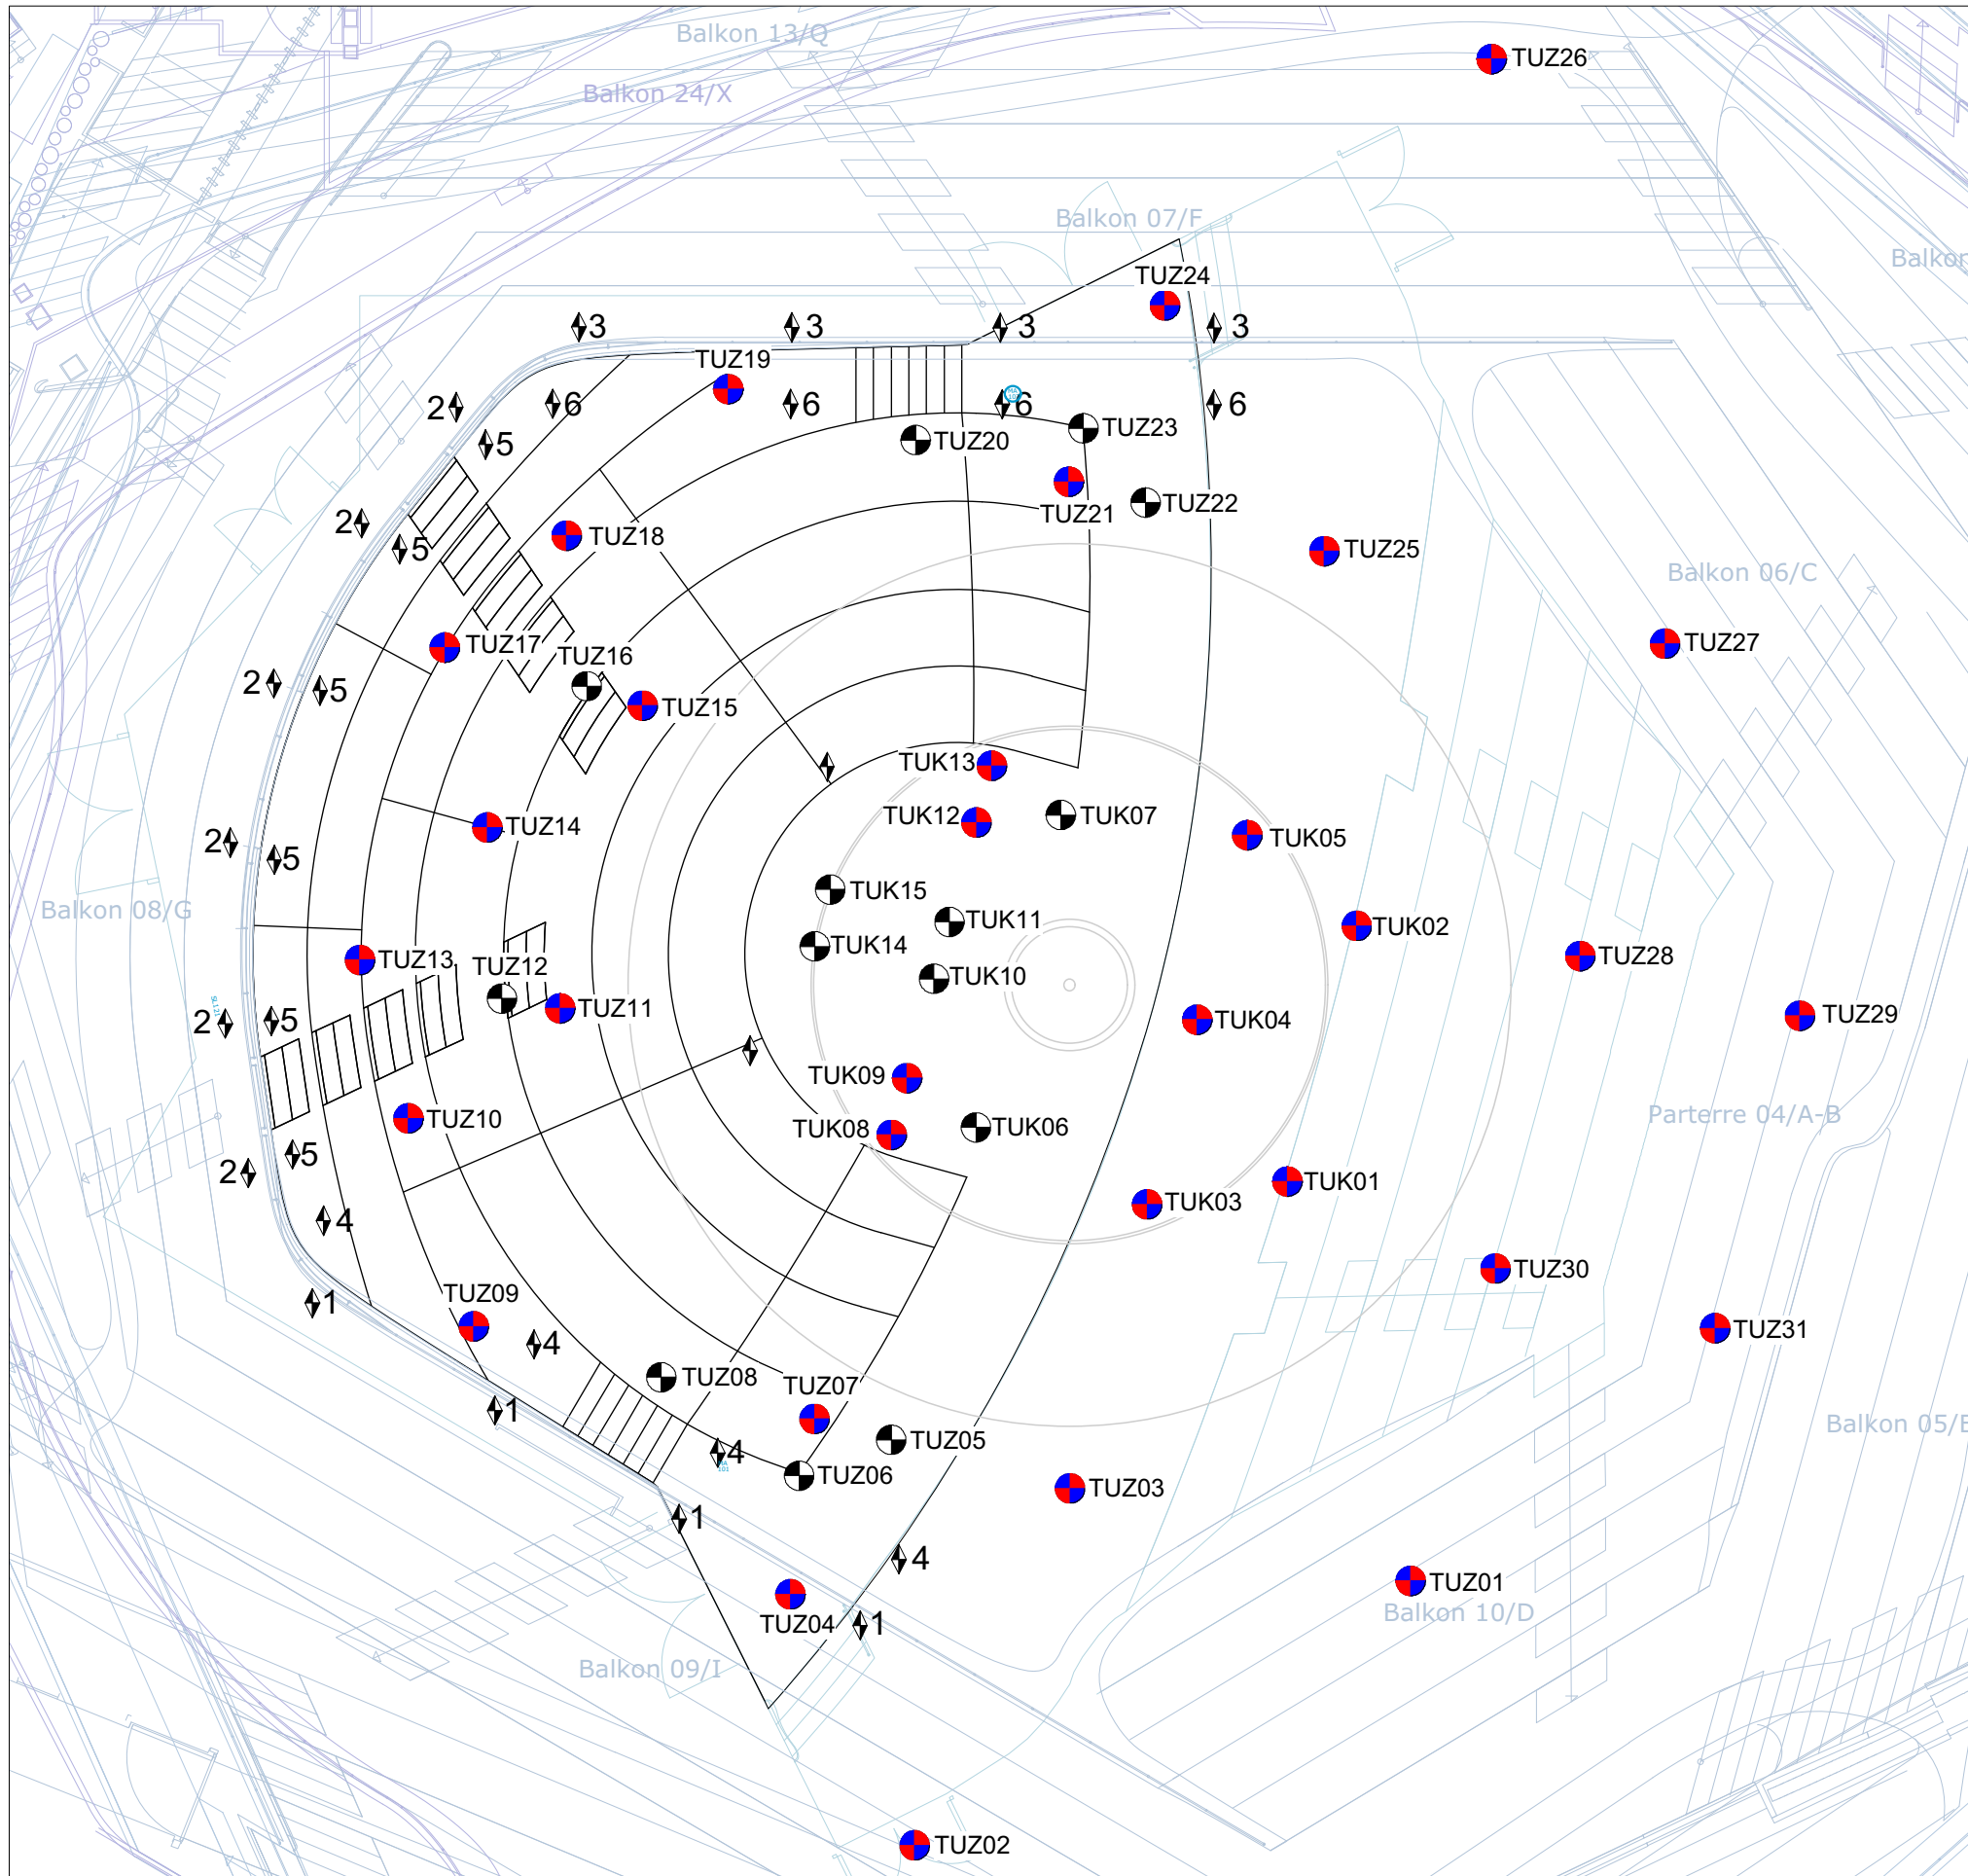 Balkon 13/Q
TUZ26
Balkon 24/X
Balkon 07/F
Balkon
TUZ24
3
3
3
3
TUZ19
2
6
6
6
6
5
TUZ20
TUZ23
TUZ22
TUZ21
2
TUZ18
5
TUZ25
Balkon 06/C
TUZ17
TUZ27
TUZ16
2
5
TUZ15
TUK13
TUK12
TUK07
TUZ14
TUK05
2
5
TUK15
Balkon 08/G
TUK11
TUK02
TUK14
TUZ13
TUZ12
TUZ28
TUK10
TUZ11
2
5
TUK04
TUZ29
TUK09
TUZ10
TUK08
TUK06
Parterre 04/A-B
5
2
TUK01
TUK03
4
TUZ30
TUZ09
1
TUZ31
4
TUZ08
TUZ07
1
Balkon 05/E
TUZ05
4
TUZ06
TUZ03
1
4
TUZ01
Balkon 10/D
TUZ04
1
Balkon 09/I
TUZ02